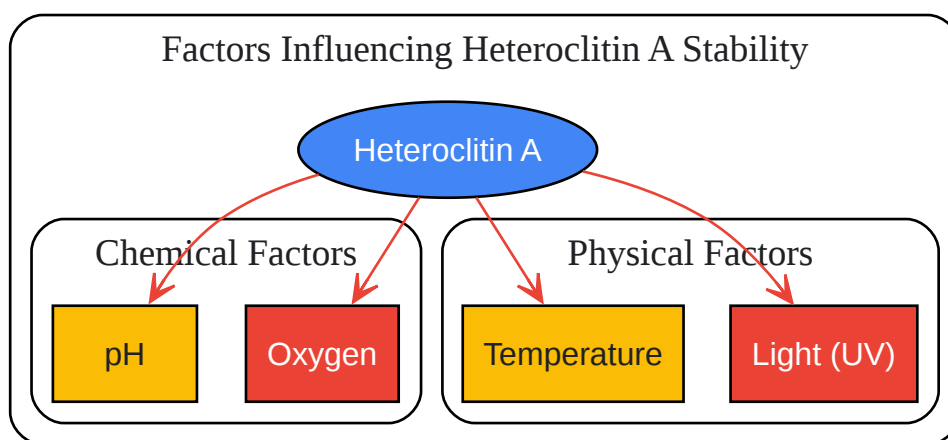 Factors Influencing Heteroclitin A Stability
Heteroclitin A
Chemical Factors
Physical Factors
pH
Oxygen
Temperature
Light (UV)